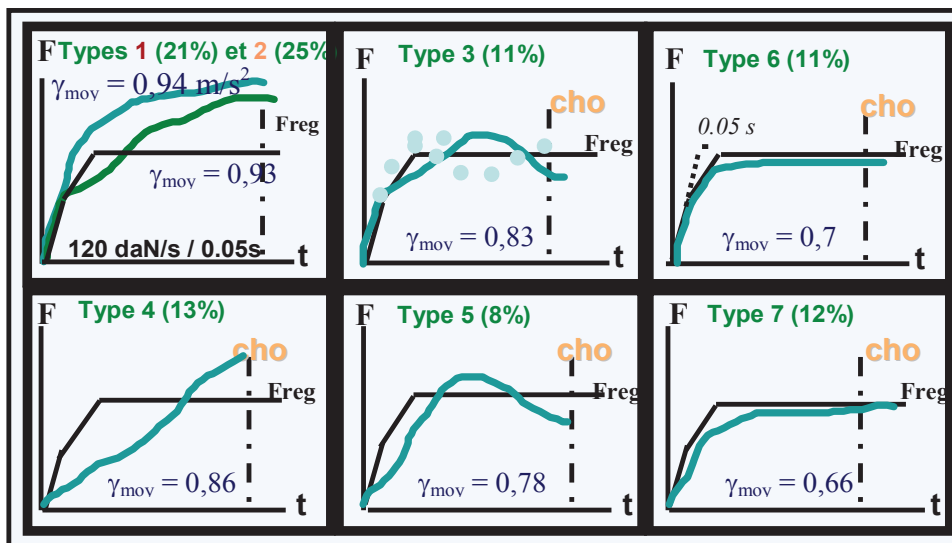 F Types 1 (21%) et 2 (25%)
γmoy = 0,94 m/s²
Freg
γmoy = 0,93
120 daN/s / 0.05s
t
F Type 3 (11%)
cho
Freg
γmoy = 0,83
t
F Type 6 (11%)
cho
0.05 s
Freg
γmoy = 0,7
t
F Type 4 (13%)
cho
Freg
γmoy = 0,86
t
F Type 5 (8%)
cho
Freg
γmoy = 0,78
t
F Type 7 (12%)
cho
Freg
γmoy = 0,66
t